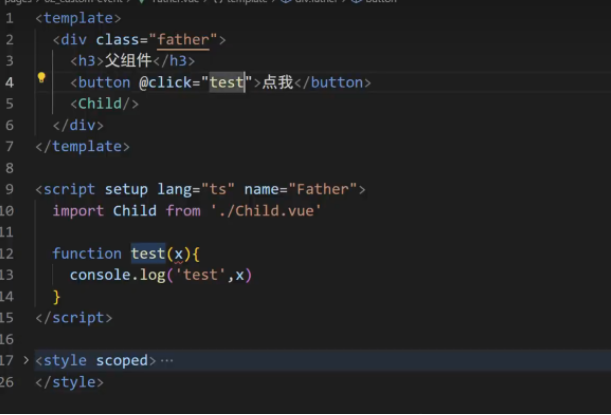 pages > 02_custom-event > Father.vue > {} template > div.father > button
1 <template>
2 <div class="father">
3 <h3>父组件</h3>
4 <button @click="test">点我</button>
5 <Child/>
6 </div>
7 </template>
8
9 <script setup lang="ts" name="Father">
10 import Child from './Child.vue'
11
12 function test(x){
13 console.log('test',x)
14 }
15 </script>
16
17 > <style scoped>···
26 </style>